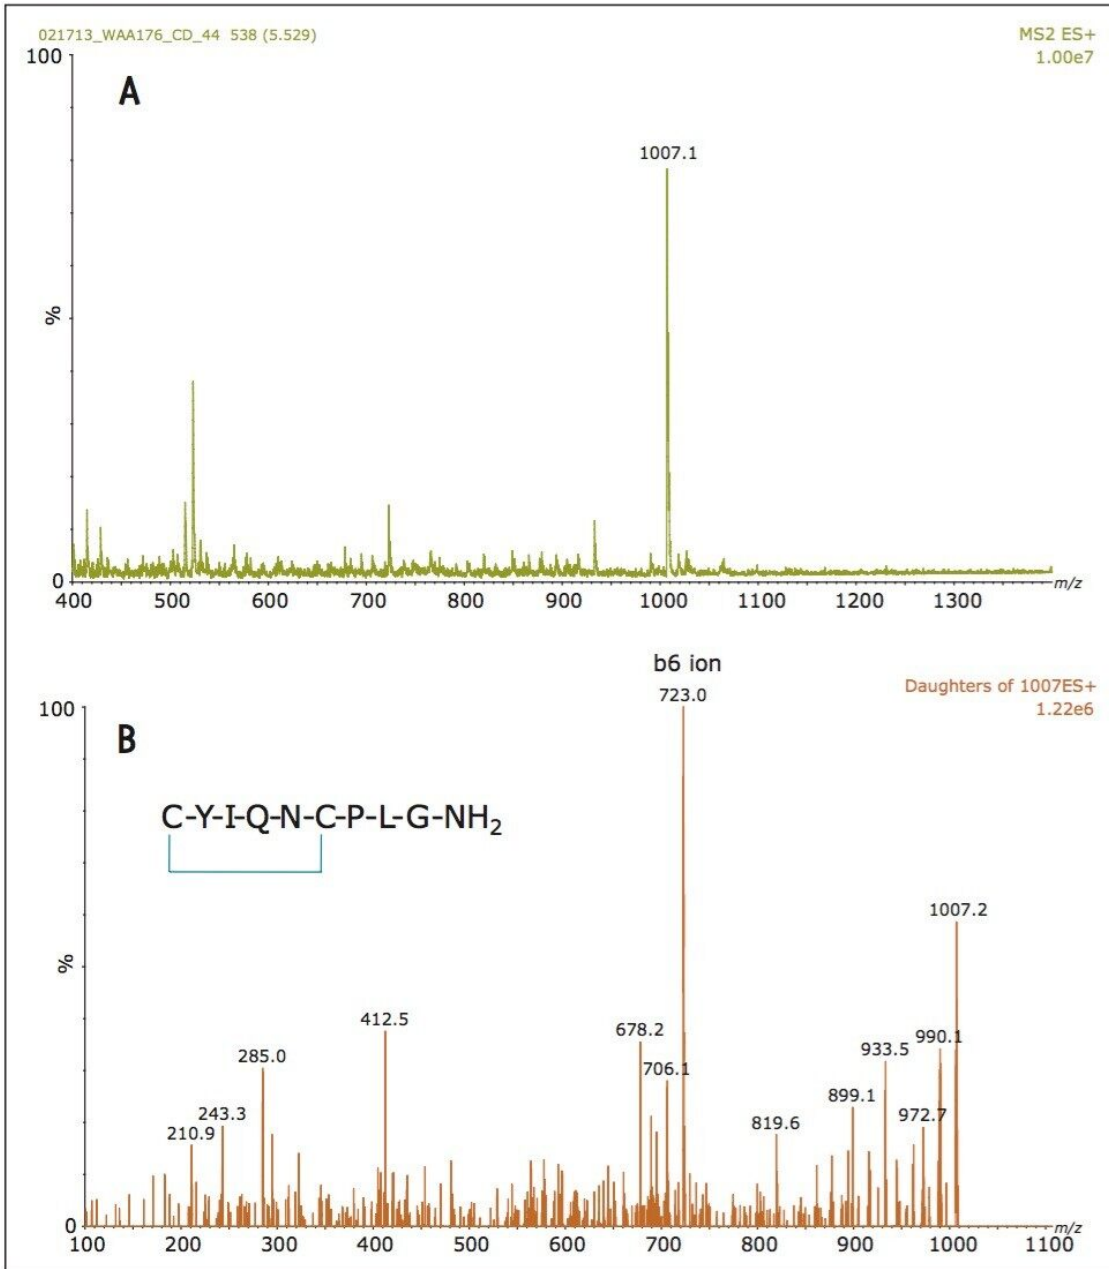 021713_WAA176_CD_44 538 (5.529)
MS2 ES+
1.00e7
100
A
1007.1
%
0
400 500 600 700 800 900 1000 1100 1200 1300
m/z
b6 ion
723.0
Daughters of 1007ES+
1.22e6
100
B
C-Y-I-Q-N-C-P-L-G-NH₂
1007.2
%
412.5
678.2
990.1
285.0
706.1
933.5
899.1
243.3
972.7
819.6
210.9
0
100 200 300 400 500 600 700 800 900 1000 1100
m/z